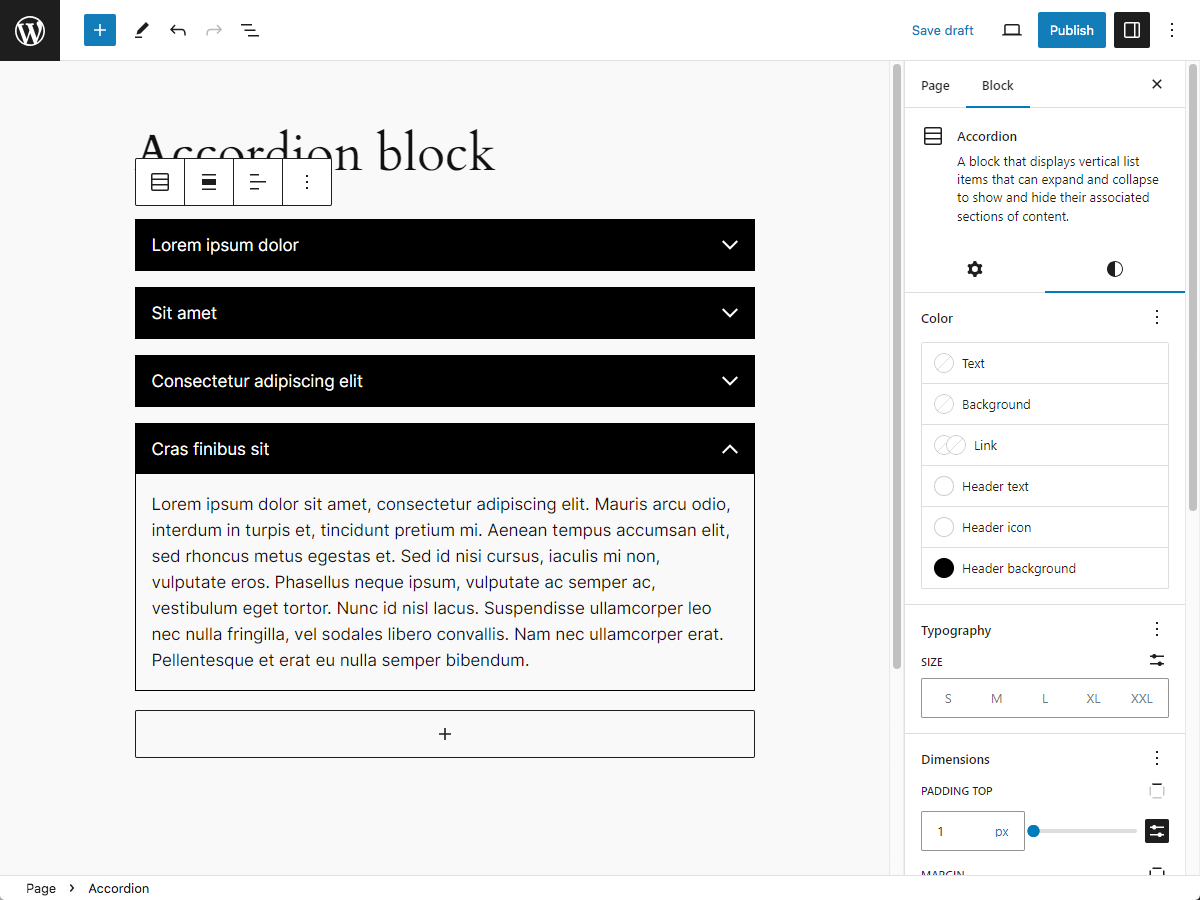 Save draft
Publish
Page
Block
Accordion block
Accordion
A block that displays vertical list
items that can expand and collapse
to show and hide their associated
sections of content.
Lorem ipsum dolor
Sit amet
Consectetur adipiscing elit
Cras finibus sit
Lorem ipsum dolor sit amet, consectetur adipiscing elit. Mauris arcu odio,
interdum in turpis et, tincidunt pretium mi. Aenean tempus accumsan elit,
sed rhoncus metus egestas et. Sed id nisi cursus, iaculis mi non,
vulputate eros. Phasellus neque ipsum, vulputate ac semper ac,
vestibulum eget tortor. Nunc id nisl lacus. Suspendisse ullamcorper leo
nec nulla fringilla, vel sodales libero convallis. Nam nec ullamcorper erat.
Pellentesque et erat eu nulla semper bibendum.
Color
Text
Background
Link
Header text
Header icon
Header background
Typography
SIZE
S M L XL XXL
Dimensions
PADDING TOP
1 px
MARGIN
Page > Accordion